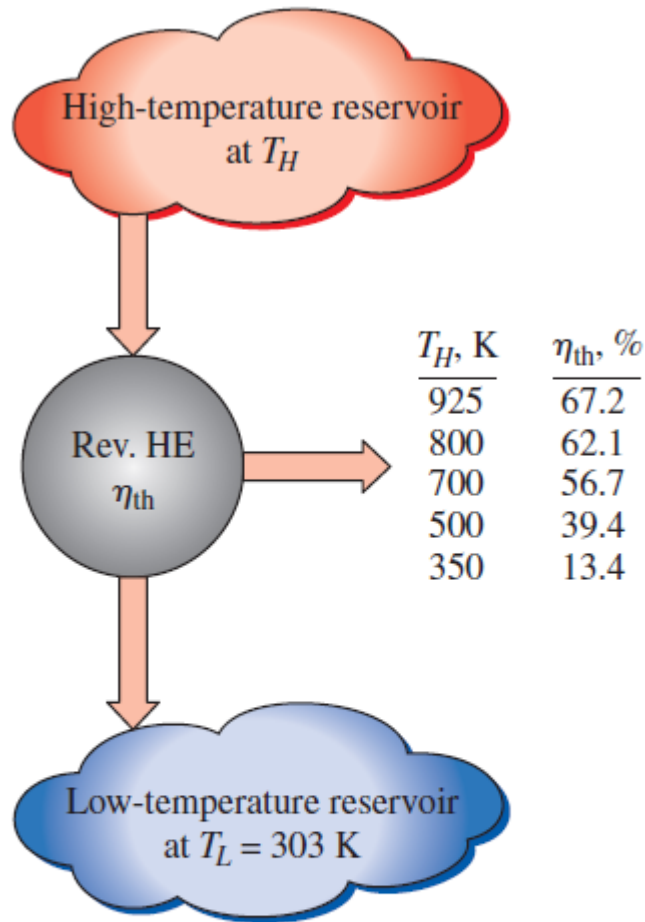 High-temperature reservoir
at T_H
T_H, K η_th, %
925 67.2
Rev. HE 800 62.1
η_th 700 56.7
500 39.4
350 13.4
Low-temperature reservoir
at T_L = 303 K